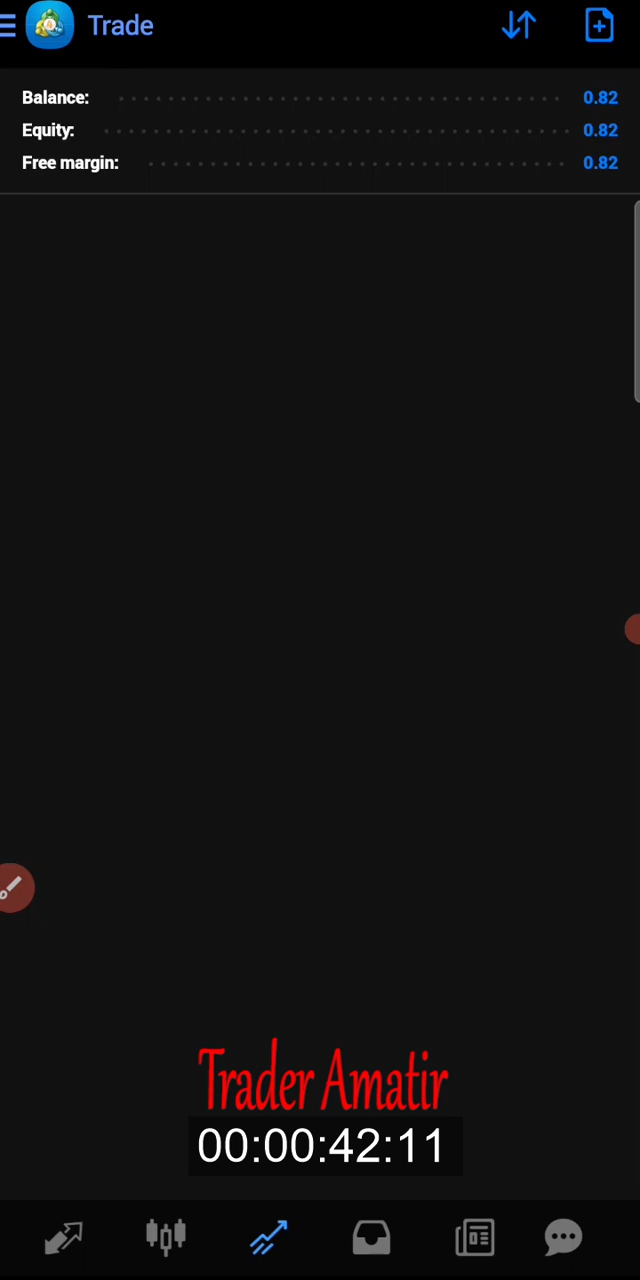 Trade
Balance: 0.82
Equity: 0.82
Free margin: 0.82
Trader Amatir
00:00:42:11